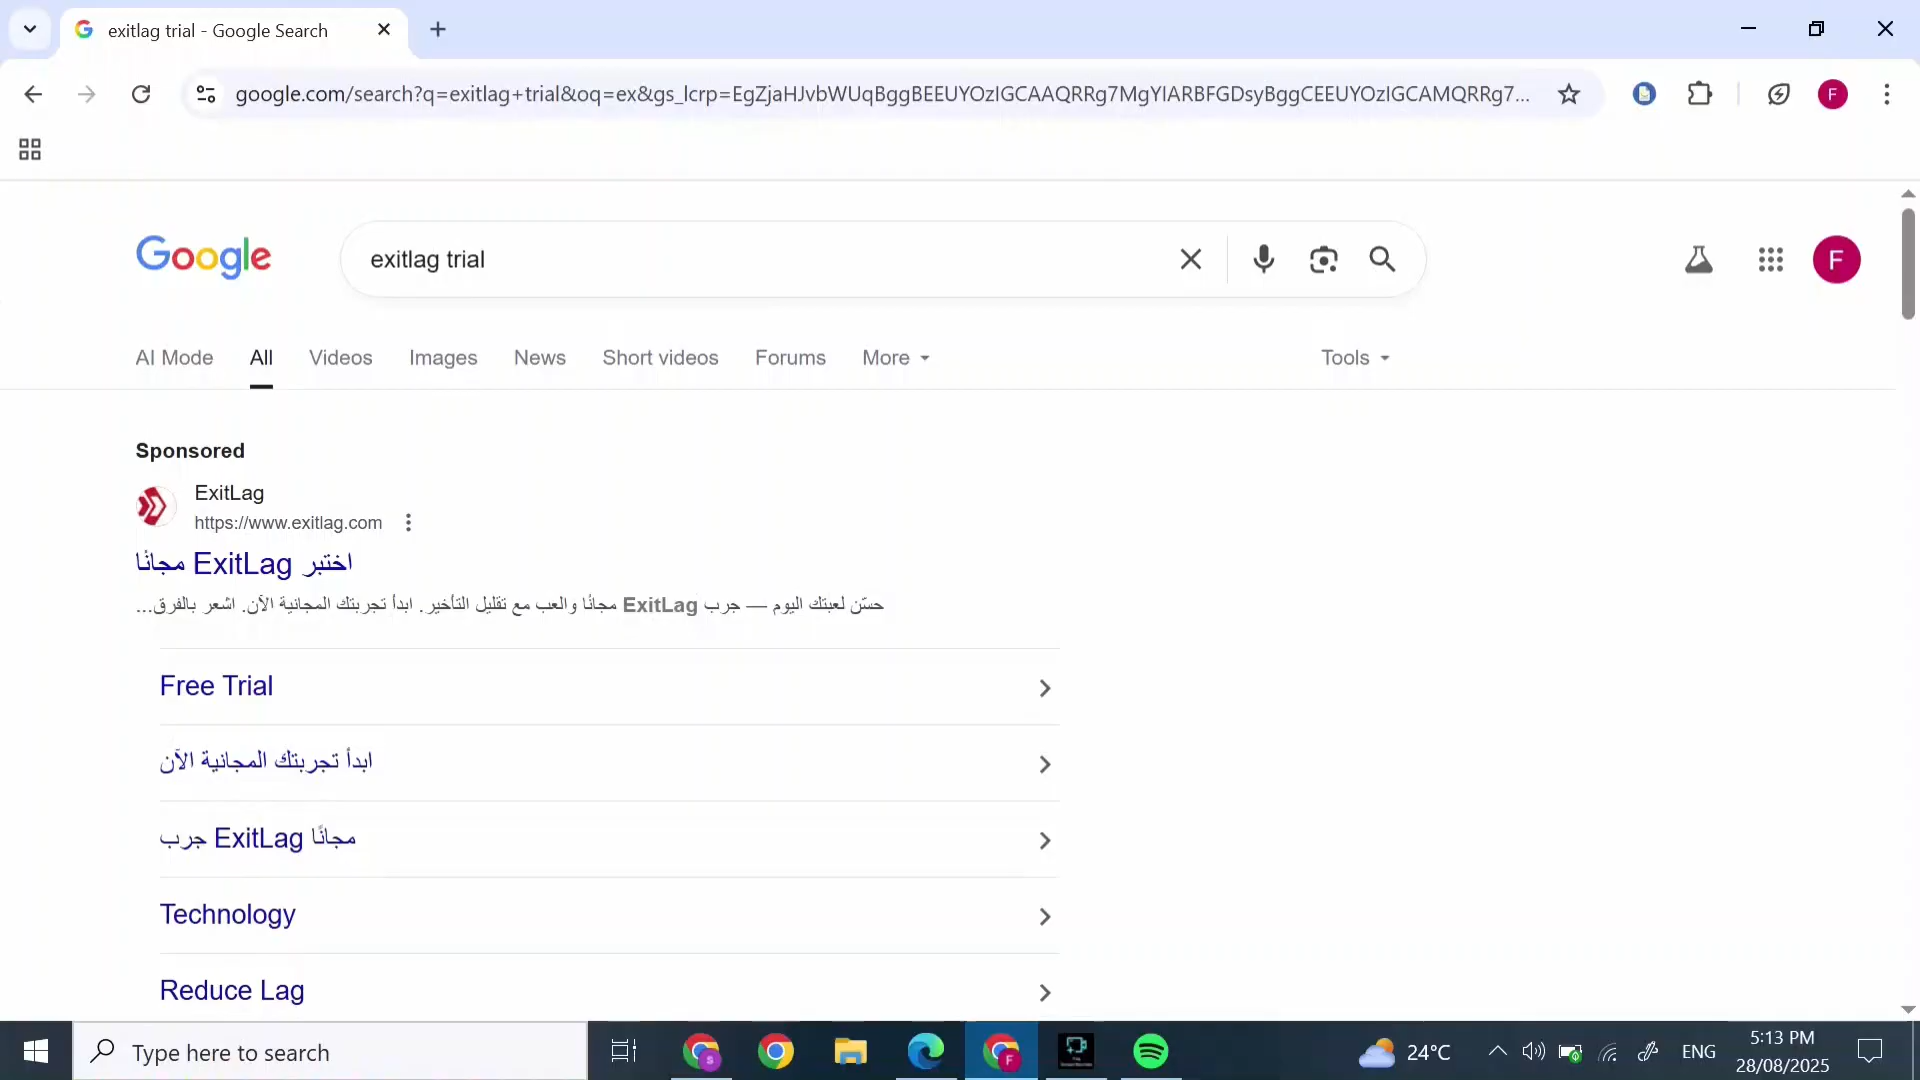 exitlag trial - Google Search
google.com/search?q=exitlag+trial&oq=ex&gs_lcrp=EgZjaHJvbWUqBggBEEUYOzIGCAAQRRg7MgYIARBFGDsyBggCEEUYOzIGCAMQRRg7...
F
Google
exitlag trial
F
AI Mode
All
Videos
Images
News
Short videos
Forums
More
Tools
Sponsored
ExitLag
https://www.exitlag.com
اختبر ExitLag مجانًا
حسّن لعبتك اليوم — جرب ExitLag مجانًا والعب مع تقليل التأخير. ابدأ تجربتك المجانية الآن. اشعر بالفرق...
Free Trial
ابدأ تجربتك المجانية الآن
جرب ExitLag مجانًا
Technology
Reduce Lag
Type here to search
S
F
24°C
ENG
5:13 PM
28/08/2025